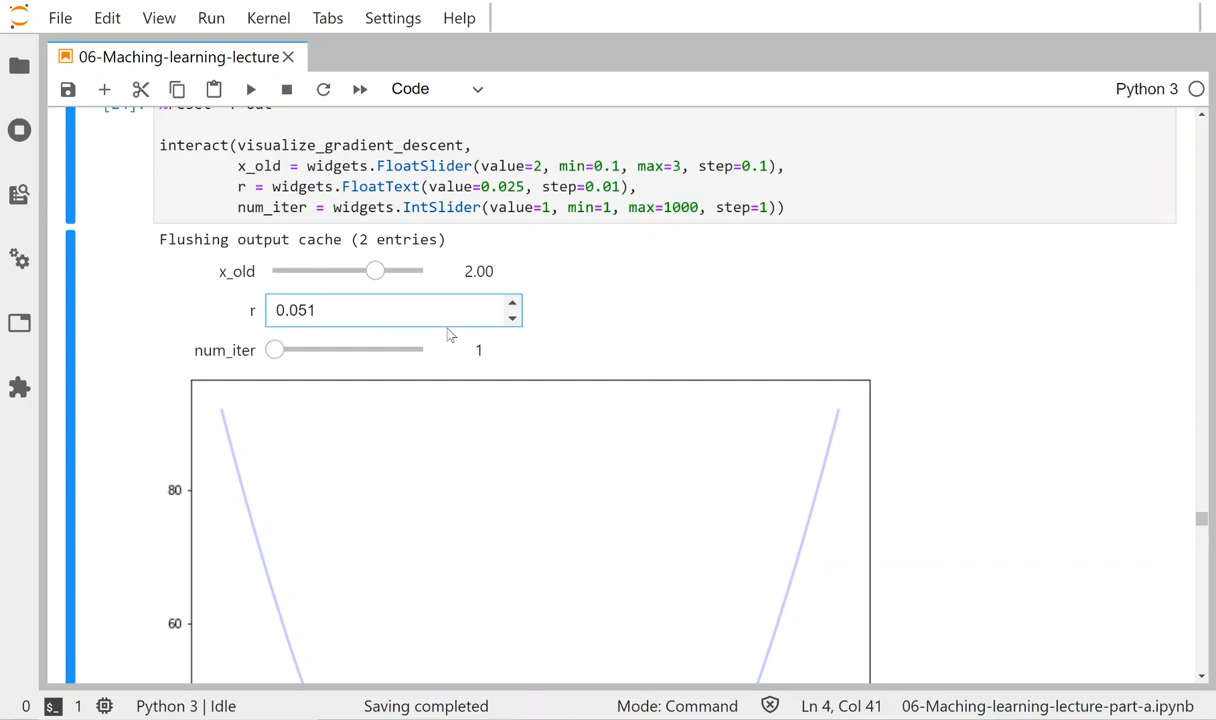 File Edit View Run Kernel Tabs Settings Help
06-Maching-learning-lecture
Code
Python 3
interact(visualize_gradient_descent,
x_old = widgets.FloatSlider(value=2, min=0.1, max=3, step=0.1),
r = widgets.FloatText(value=0.025, step=0.01),
num_iter = widgets.IntSlider(value=1, min=1, max=1000, step=1))
Flushing output cache (2 entries)
x_old 2.00
r 0.051
num_iter 1
80
60
0 $_ 1 Python 3 | Idle Saving completed Mode: Command Ln 4, Col 41 06-Maching-learning-lecture-part-a.ipynb